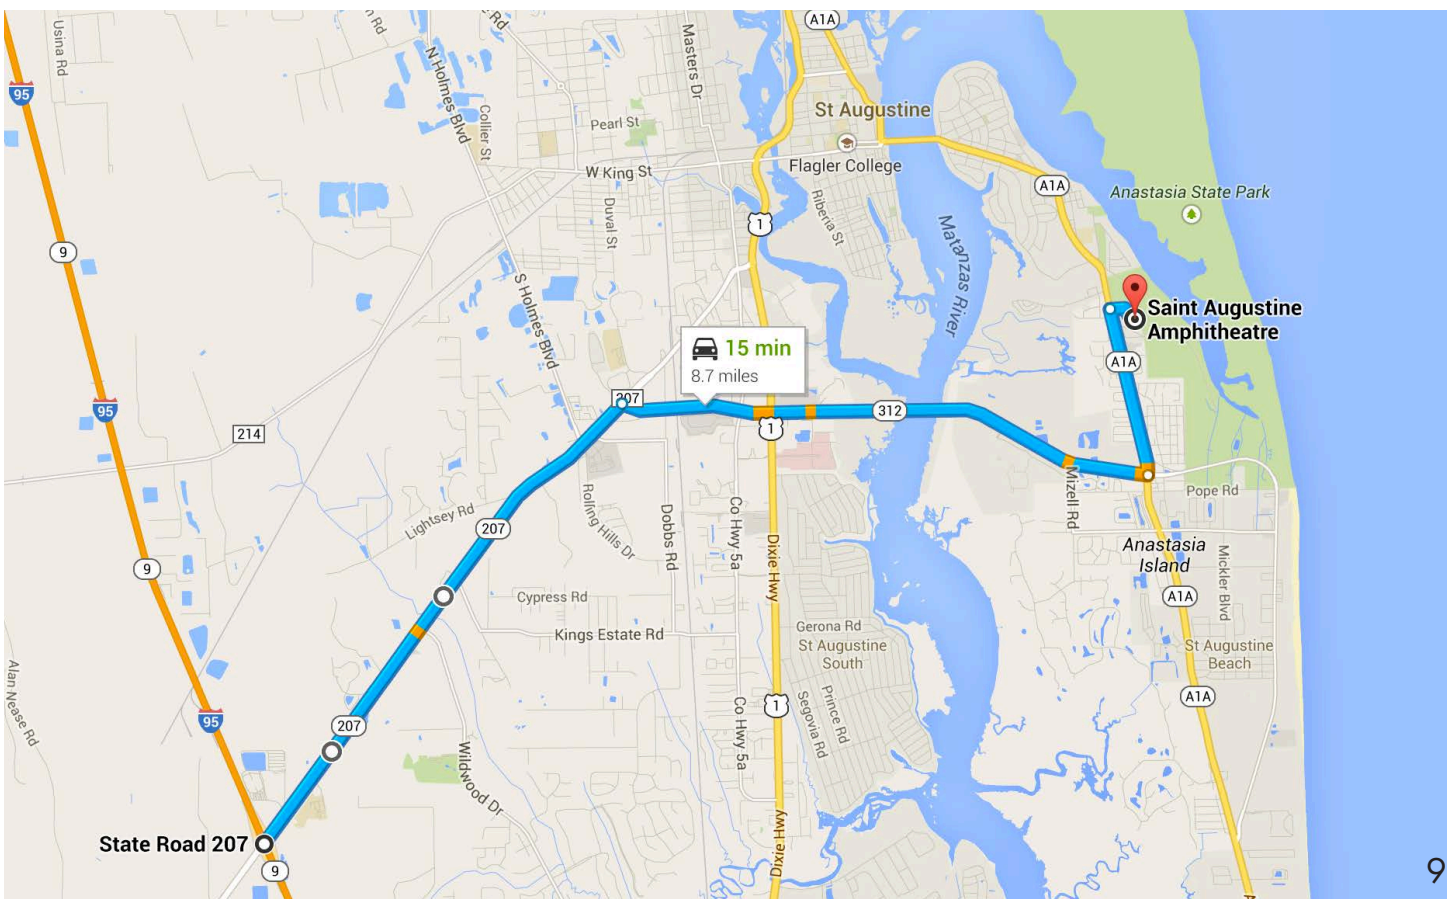 A1A
Usina Rd
N Holmes Blvd
Masters Dr
95
Collier St
Pearl St
St Augustine
Flagler College
W King St
A1A
Anastasia State Park
Duval St
Riberia St
1
9
Matanzas River
S Holmes Blvd
Saint Augustine
Amphitheatre
15 min
8.7 miles
A1A
207
95
312
1
214
Mizell Rd
Pope Rd
Lightsey Rd
207
Rolling Hills Dr
Dobbs Rd
Co Hwy 5a
Dixie Hwy
Anastasia
Island
Mickler Blvd
9
Cypress Rd
A1A
Kings Estate Rd
Gerona Rd
St Augustine
South
St Augustine
Beach
Alan Nease Rd
95
207
Wildwood Dr
Co Hwy 5a
1
Prince Rd
Segovia Rd
A1A
State Road 207
9
Dixie Hwy
9